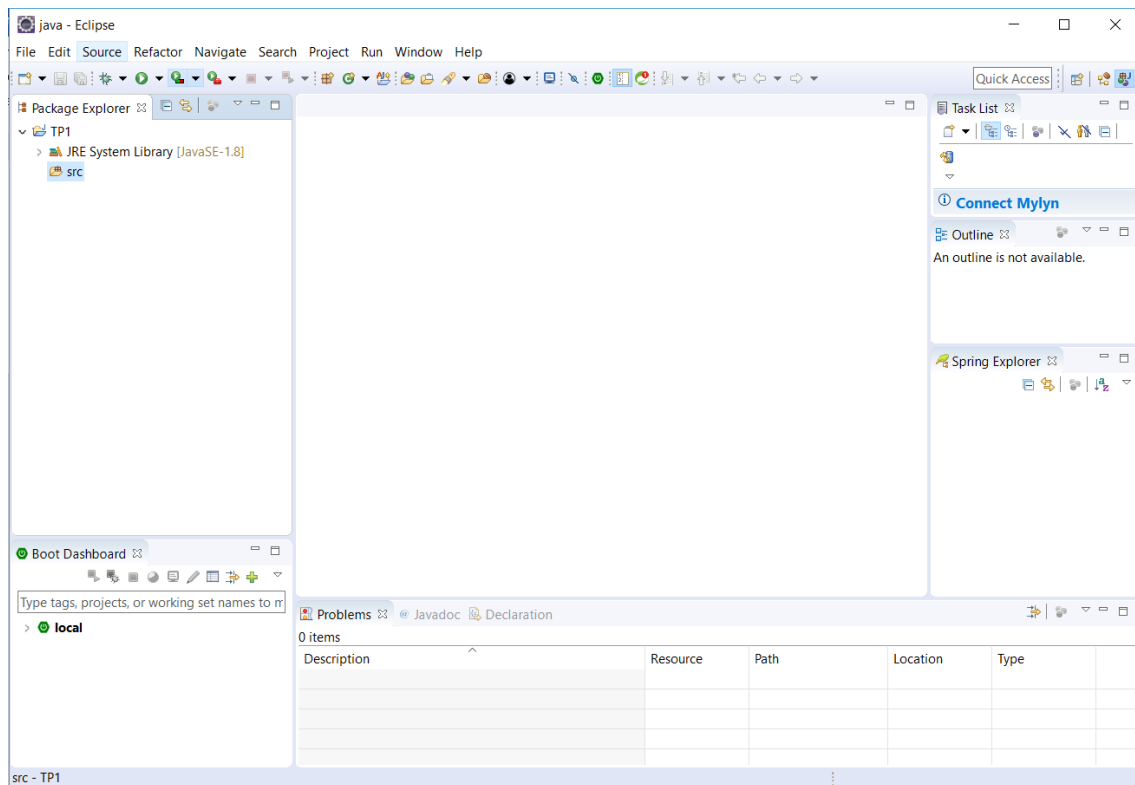 java - Eclipse
File Edit Source Refactor Navigate Search Project Run Window Help
Quick Access
Package Explorer
TP1
JRE System Library [JavaSE-1.8]
src
Task List
Connect Mylyn
Outline
An outline is not available.
Spring Explorer
Boot Dashboard
Type tags, projects, or working set names to m
local
Problems Javadoc Declaration
0 items
Description Resource Path Location Type
src - TP1